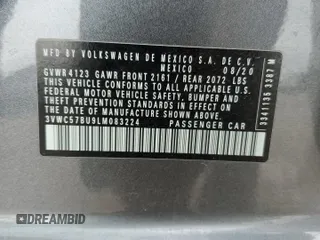 MFD. BY VOLKSWAGEN DE MEXICO S.A. DE C.V.
MEXICO 08/20
GVWR 4123 GAWR FRONT 2161 / REAR 2072 LBS
THIS VEHICLE CONFORMS TO ALL APPLICABLE U.S.
FEDERAL MOTOR VEHICLE SAFETY, BUMPER AND
THEFT PREVENTION STANDARDS IN EFFECT ON THE
DATE OF MANUFACTURE SHOWN ABOVE.
3VWC57BU9LM083224 PASSENGER CAR
3341135 3387 M
DREAMBID